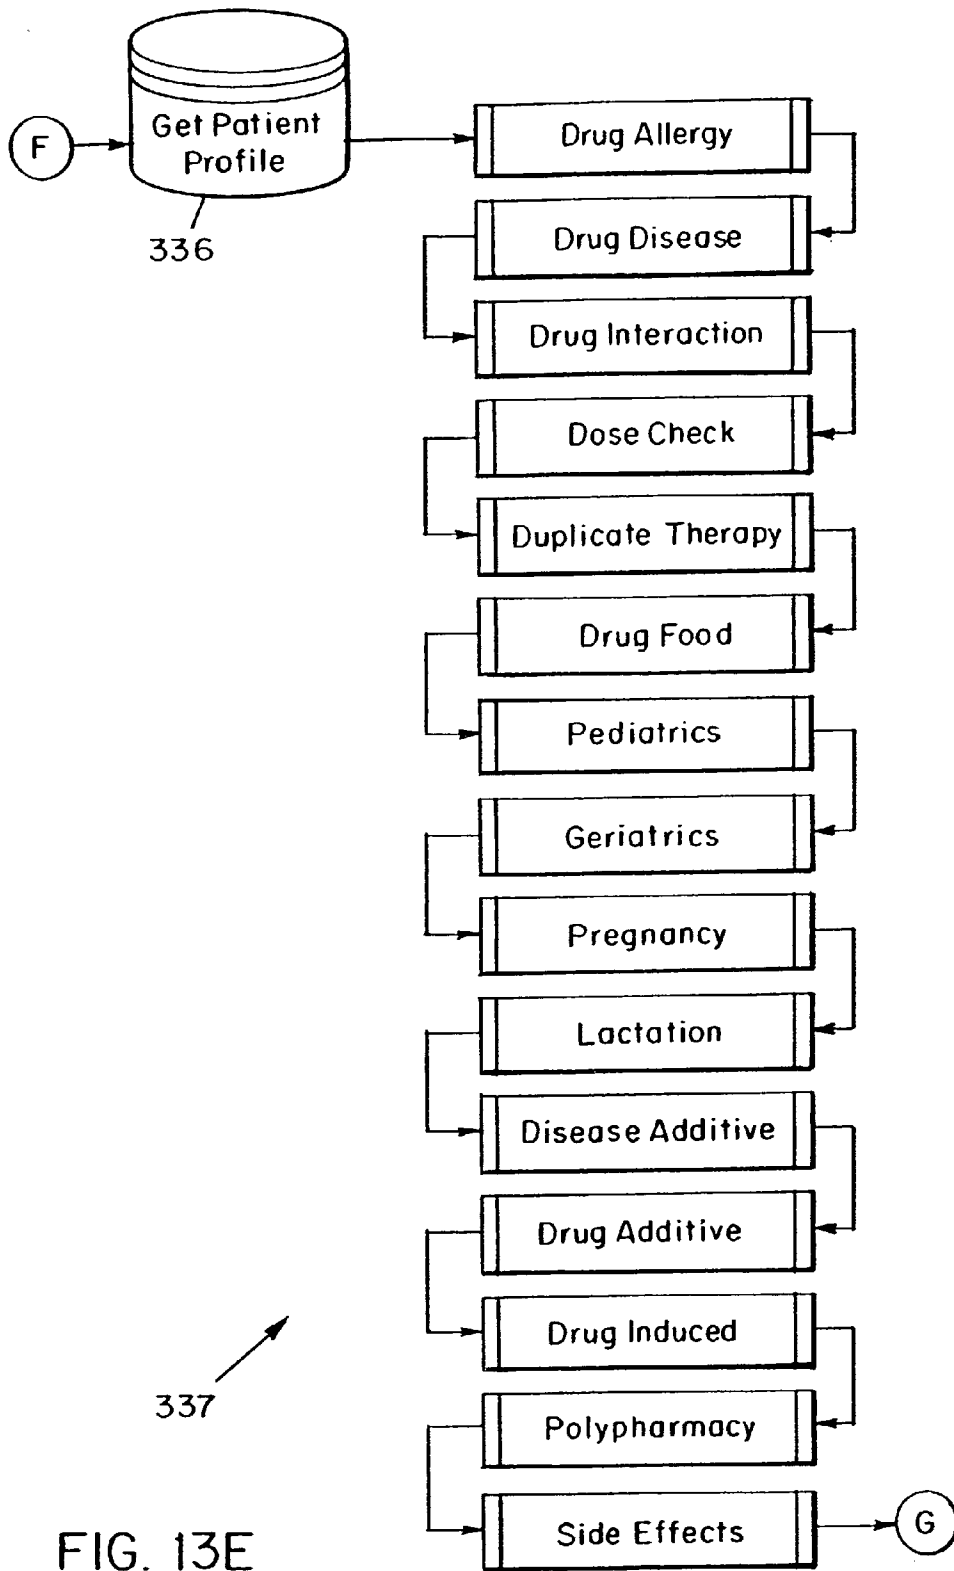 F
Get Patient
Profile
336
Drug Allergy
Drug Disease
Drug Interaction
Dose Check
Duplicate Therapy
Drug Food
Pediatrics
Geriatrics
Pregnancy
Lactation
Disease Additive
Drug Additive
Drug Induced
337
Polypharmacy
Side Effects
G
FIG. 13E